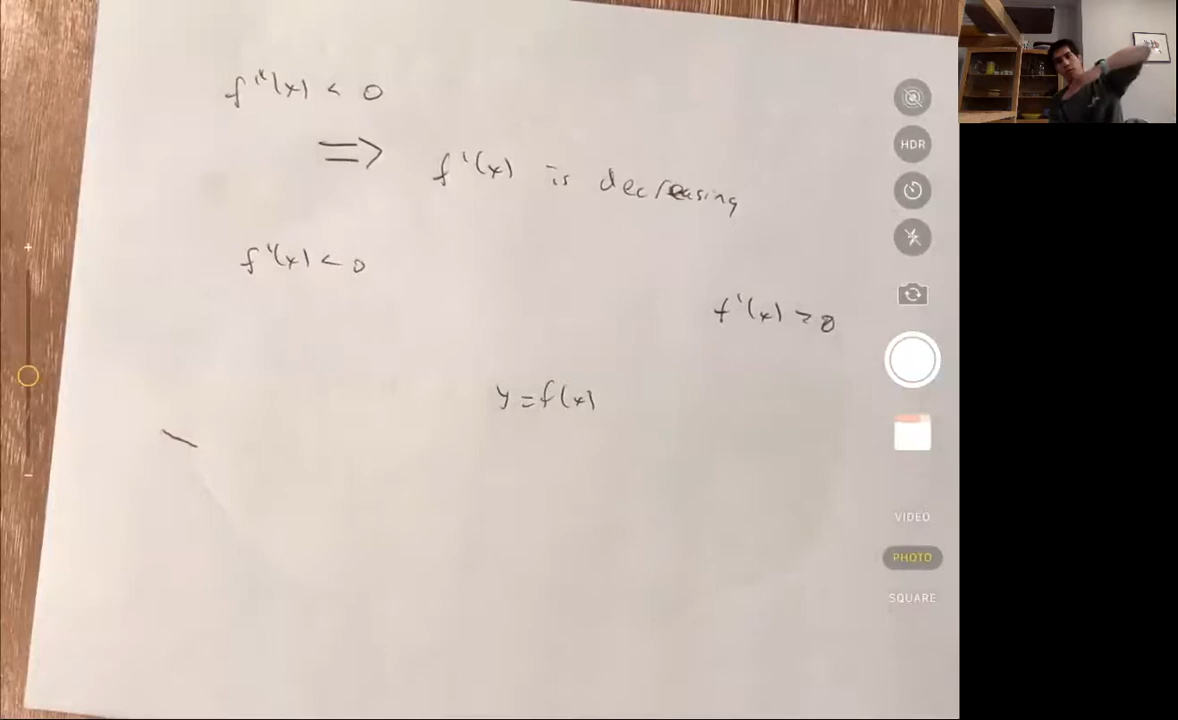 f''(x) < 0
⟹ f'(x) is decreasing
f'(x) < 0
f'(x) > 0
y = f(x)
HDR
VIDEO
PHOTO
SQUARE